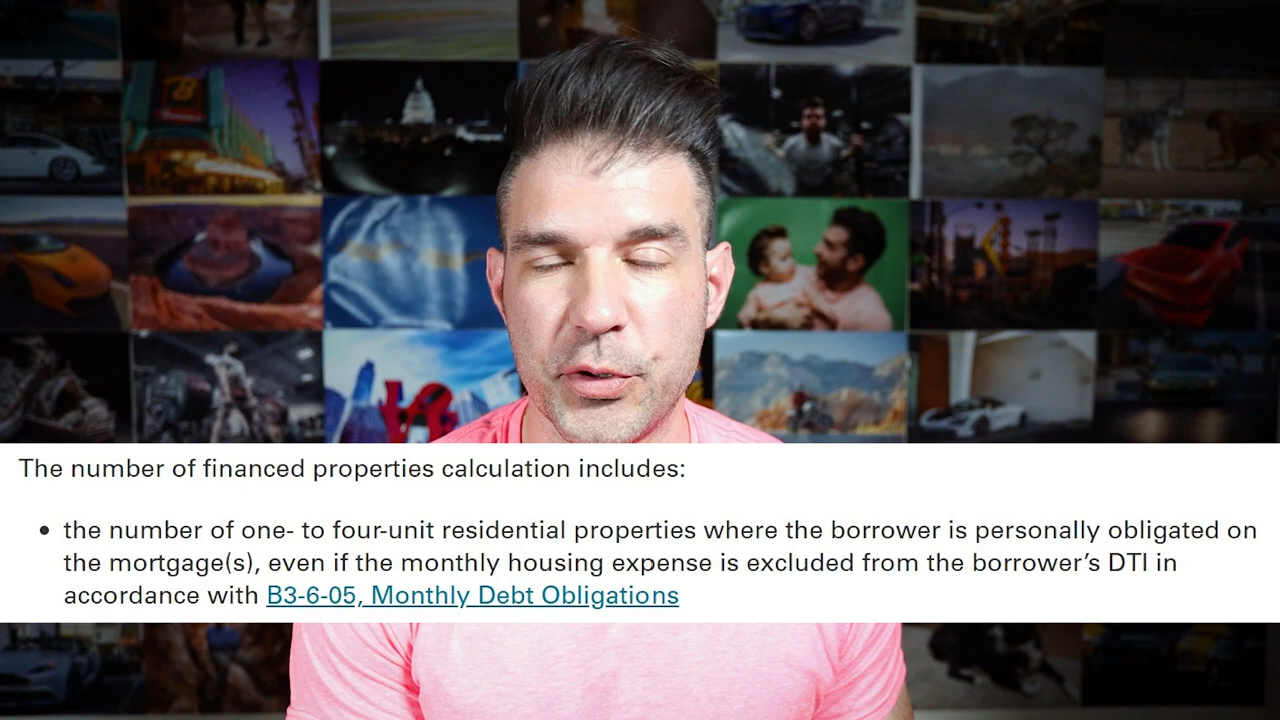 The number of financed properties calculation includes:
• the number of one- to four-unit residential properties where the borrower is personally obligated on
the mortgage(s), even if the monthly housing expense is excluded from the borrower’s DTI in
accordance with B3-6-05, Monthly Debt Obligations